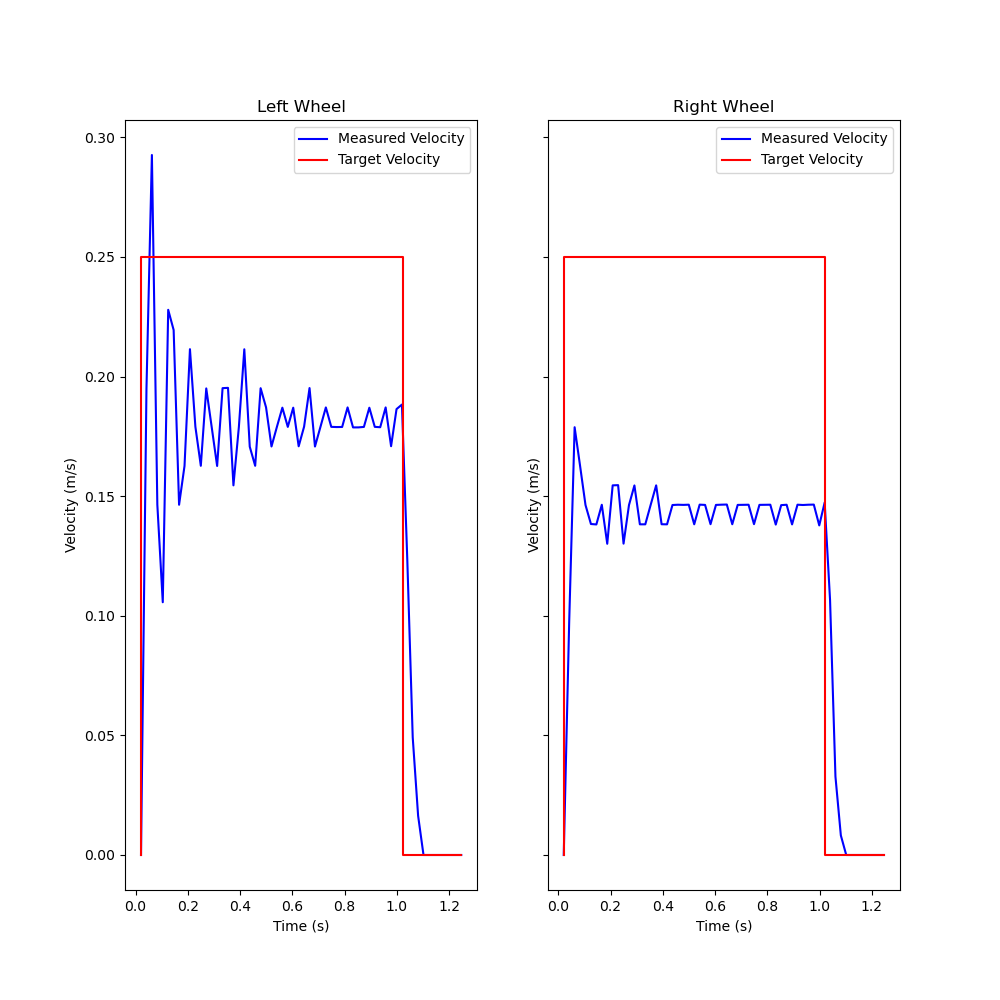 Left Wheel
Measured Velocity
Target Velocity
Velocity (m/s)
0.30
0.25
0.20
0.15
0.10
0.05
0.00
0.0 0.2 0.4 0.6 0.8 1.0 1.2
Time (s)
Right Wheel
Measured Velocity
Target Velocity
Velocity (m/s)
0.0 0.2 0.4 0.6 0.8 1.0 1.2
Time (s)